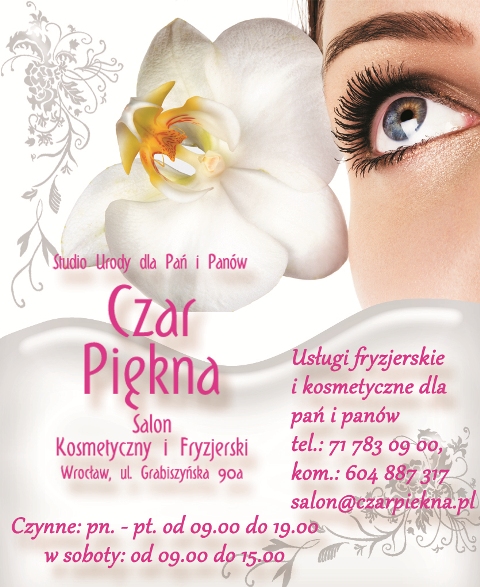 Studio Urody dla Pań i Panów
Czar
Piękna
Salon
Kosmetyczny i Fryzjerski
Wrocław, ul. Grabiszyńska 90a
Usługi fryzjerskie
i kosmetyczne dla
pań i panów
tel.: 71 783 09 00,
kom.: 604 887 317
salon@czarpiekna.pl
Czynne: pn. - pt. od 09.00 do 19.00
w soboty: od 09.00 do 15.00